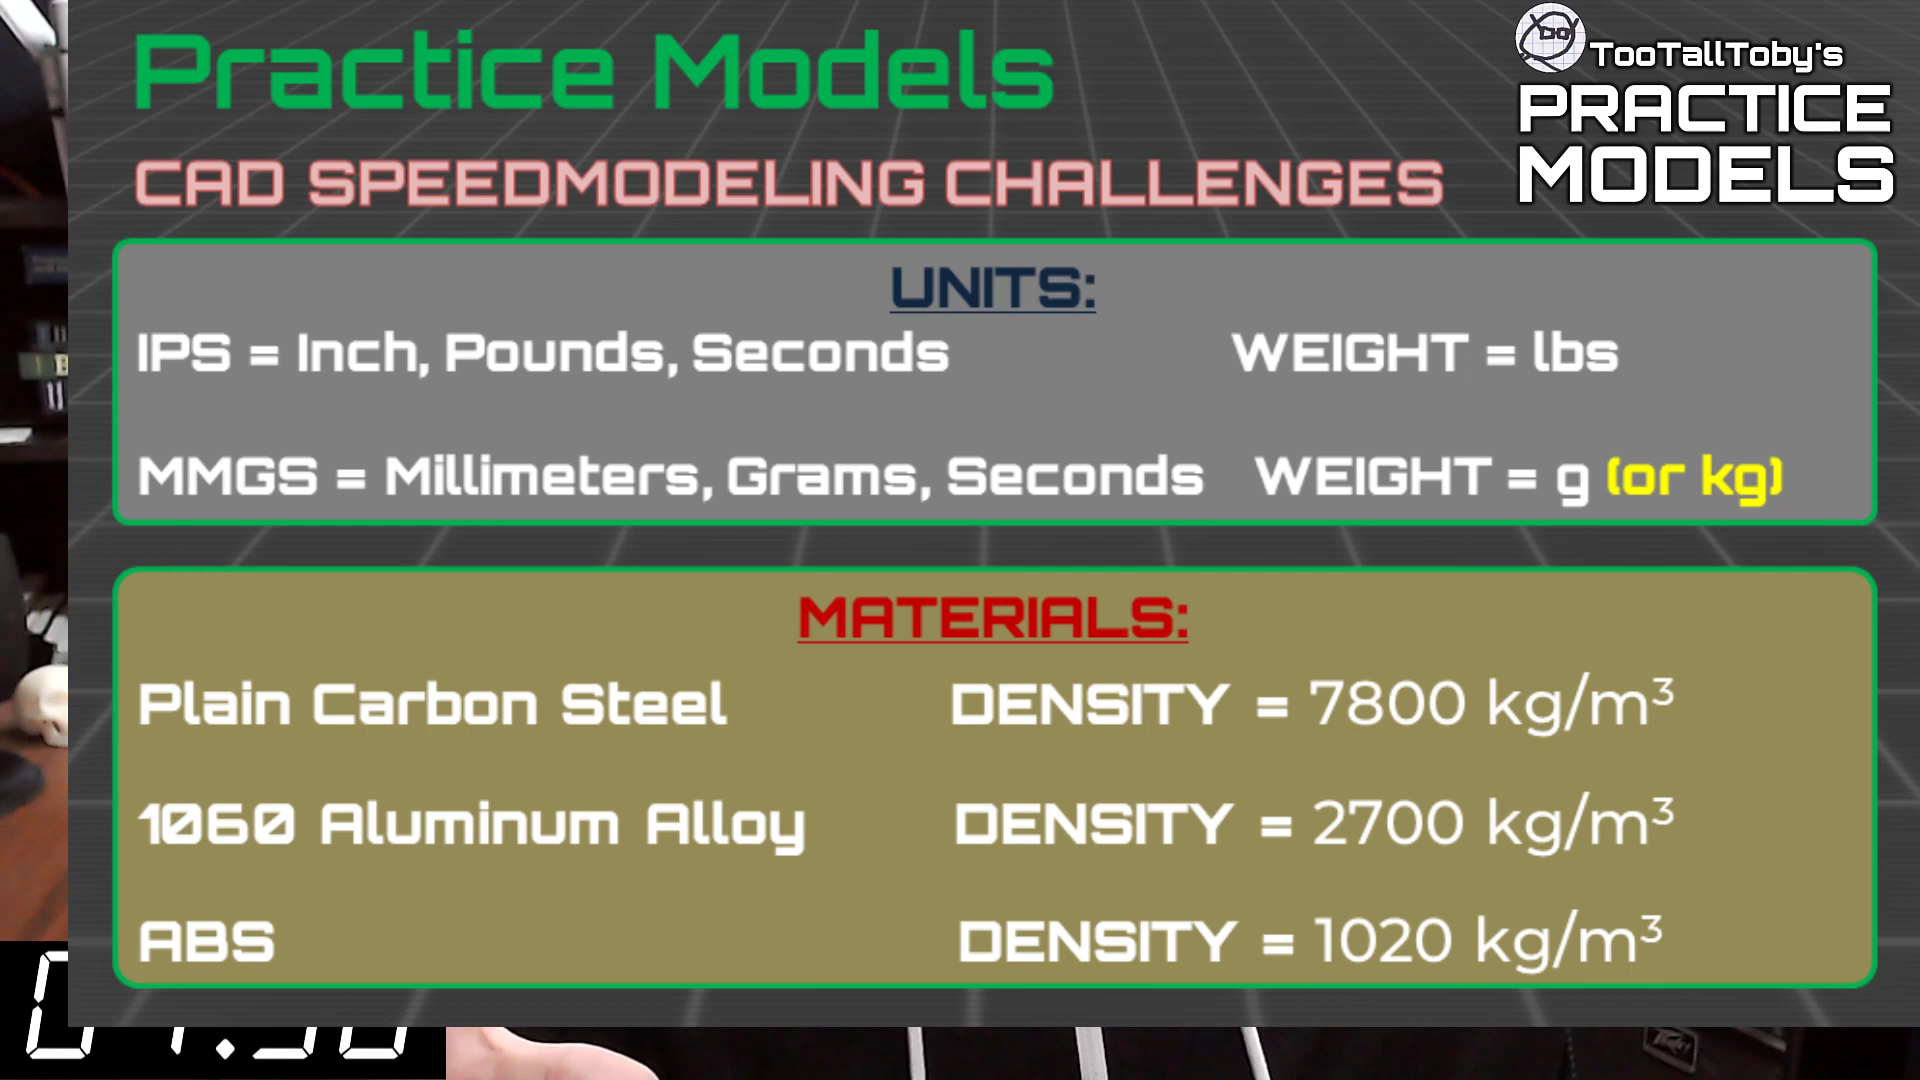 Practice Models
TooTallToby's
PRACTICE
MODELS
CAD SPEEDMODELING CHALLENGES
UNITS:
IPS = Inch, Pounds, Seconds WEIGHT = lbs
MMGS = Millimeters, Grams, Seconds WEIGHT = g (or kg)
MATERIALS:
Plain Carbon Steel DENSITY = 7800 kg/m³
1060 Aluminum Alloy DENSITY = 2700 kg/m³
ABS DENSITY = 1020 kg/m³